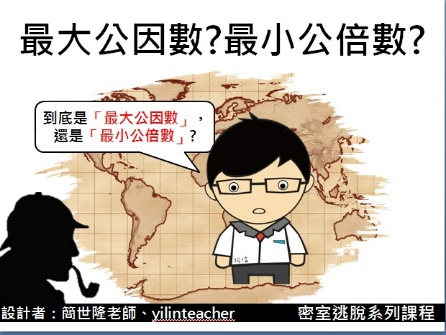 最大公因數?最小公倍數?
到底是「最大公因數」,
還是「最小公倍數」?
設計者：簡世隆老師、yilinteacher
密室逃脫系列課程